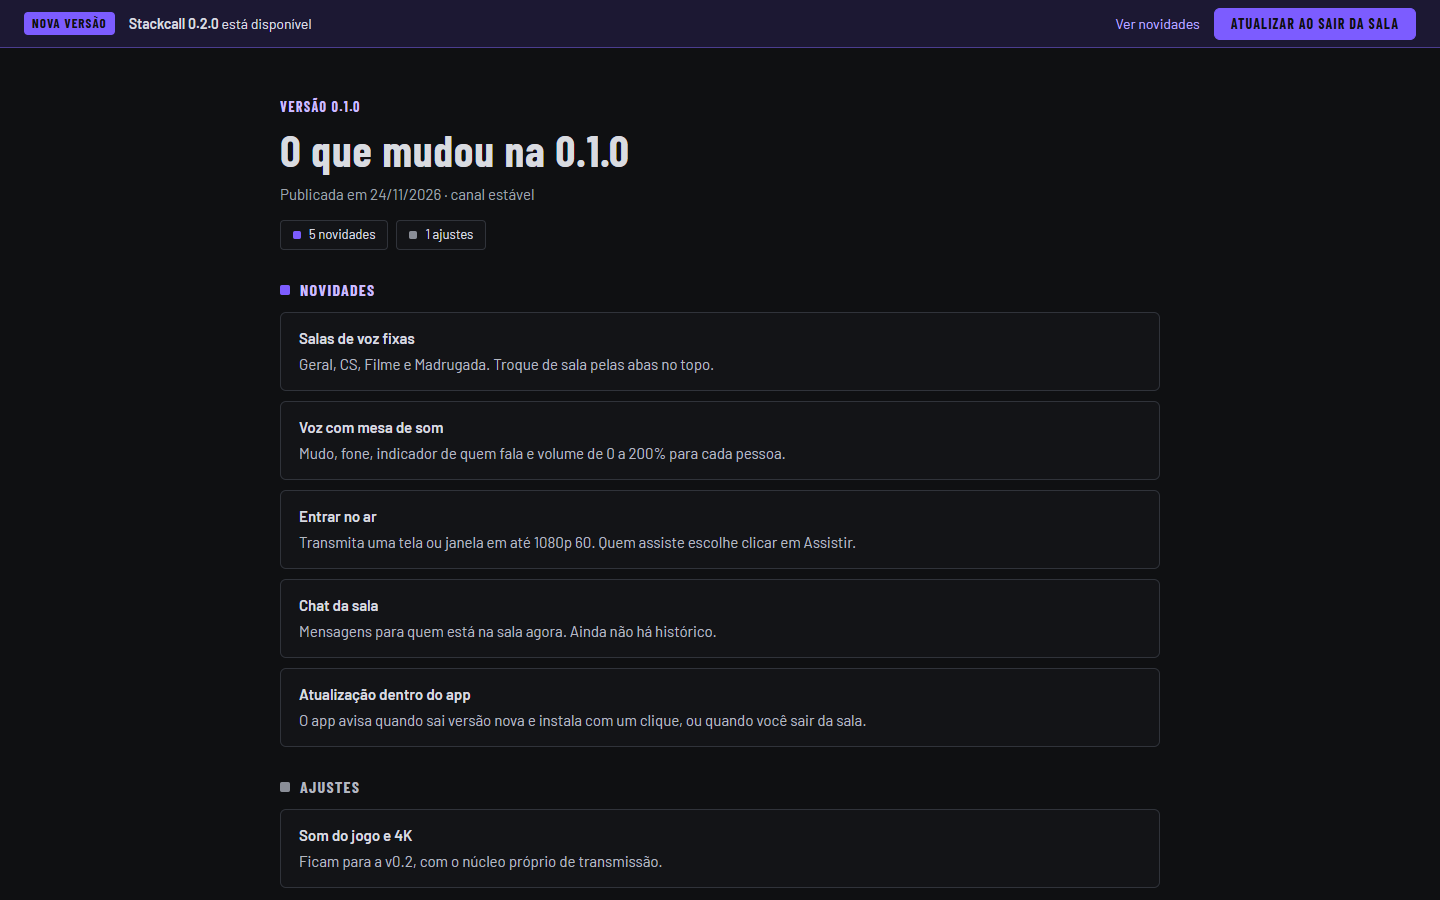 NOVA VERSÃO
Stackcall 0.2.0 está disponível
Ver novidades
ATUALIZAR AO SAIR DA SALA
VERSÃO 0.1.0
O que mudou na 0.1.0
Publicada em 24/11/2026 · canal estável
5 novidades
1 ajustes
NOVIDADES
Salas de voz fixas
Geral, CS, Filme e Madrugada. Troque de sala pelas abas no topo.
Voz com mesa de som
Mudo, fone, indicador de quem fala e volume de 0 a 200% para cada pessoa.
Entrar no ar
Transmita uma tela ou janela em até 1080p 60. Quem assiste escolhe clicar em Assistir.
Chat da sala
Mensagens para quem está na sala agora. Ainda não há histórico.
Atualização dentro do app
O app avisa quando sai versão nova e instala com um clique, ou quando você sair da sala.
AJUSTES
Som do jogo e 4K
Ficam para a v0.2, com o núcleo próprio de transmissão.